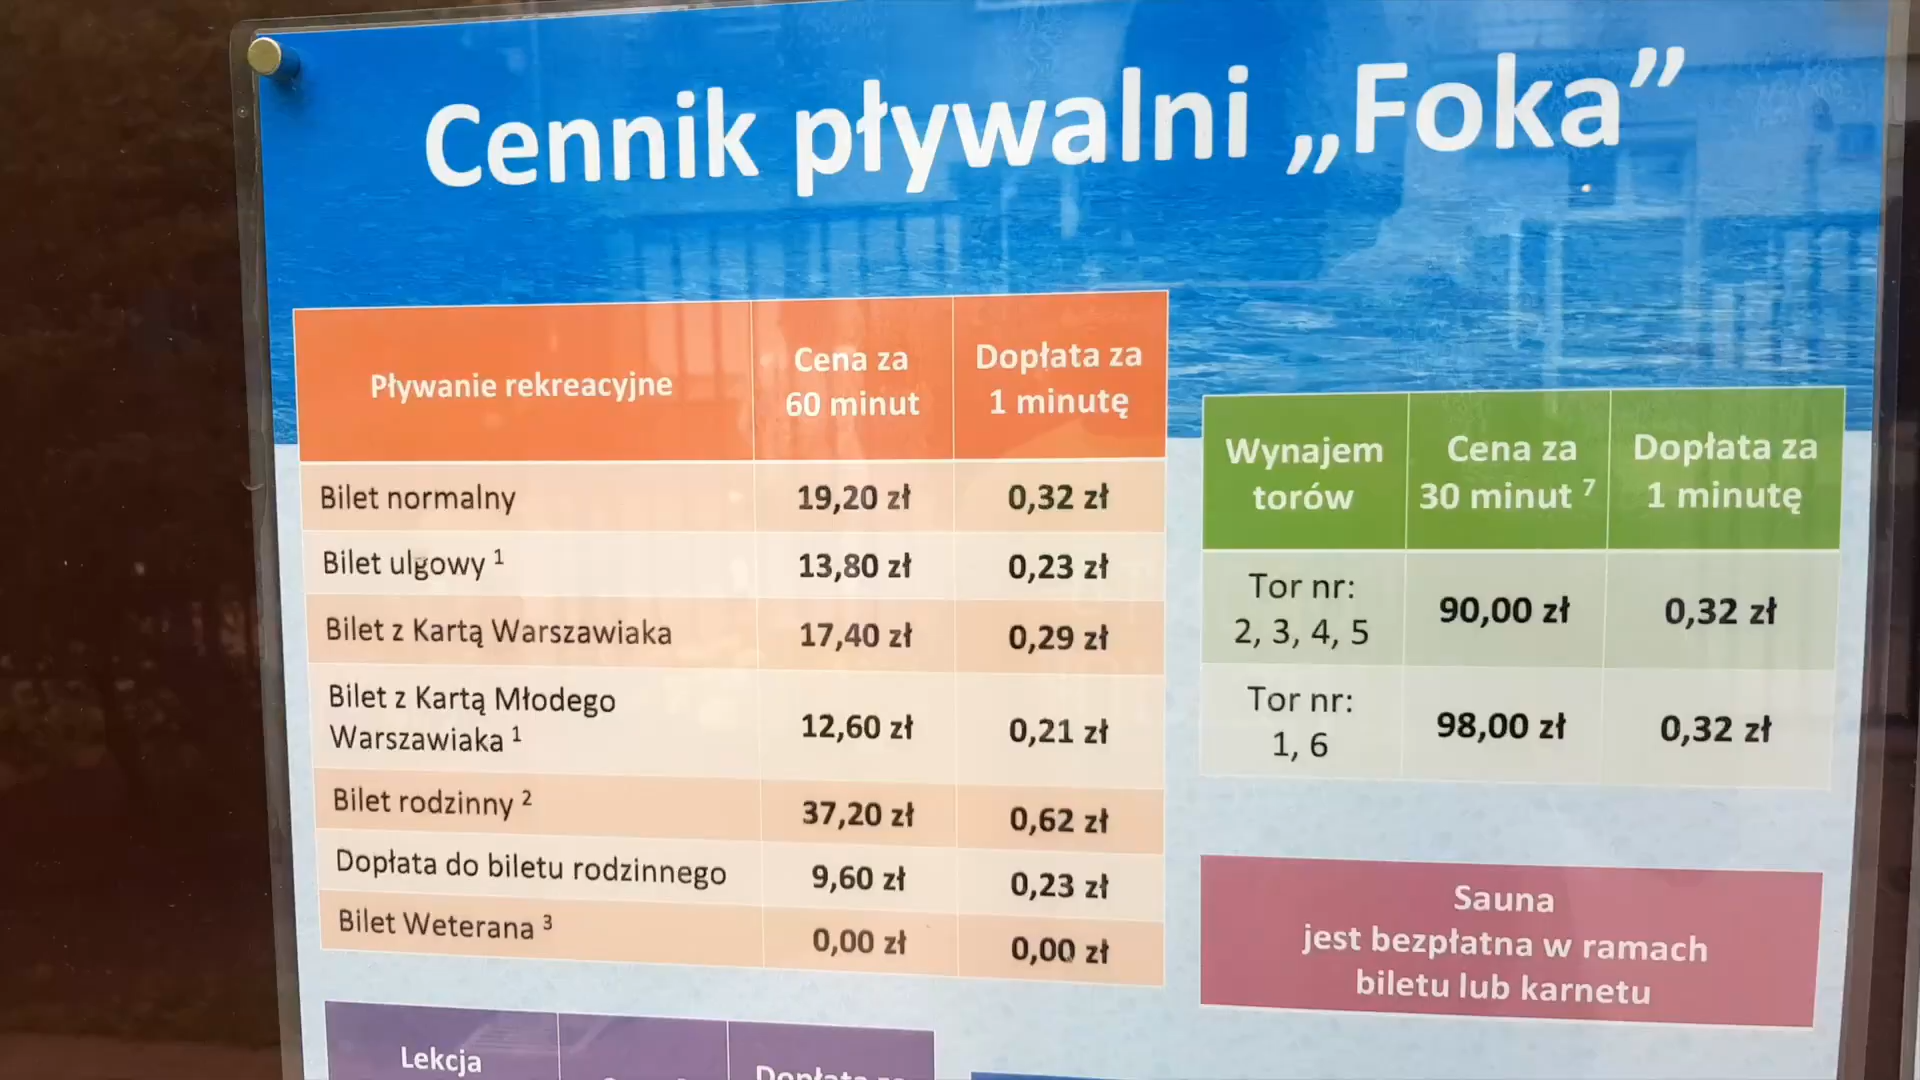 Cennik pływalni „Foka”
Pływanie rekreacyjne
Cena za
60 minut
Dopłata za
1 minutę
Bilet normalny 19,20 zł 0,32 zł
Bilet ulgowy ¹ 13,80 zł 0,23 zł
Bilet z Kartą Warszawiaka 17,40 zł 0,29 zł
Bilet z Kartą Młodego
Warszawiaka ¹ 12,60 zł 0,21 zł
Bilet rodzinny ² 37,20 zł 0,62 zł
Dopłata do biletu rodzinnego 9,60 zł 0,23 zł
Bilet Weterana ³ 0,00 zł 0,00 zł
Wynajem
torów
Cena za
30 minut ⁷
Dopłata za
1 minutę
Tor nr:
2, 3, 4, 5 90,00 zł 0,32 zł
Tor nr:
1, 6 98,00 zł 0,32 zł
Sauna
jest bezpłatna w ramach
biletu lub karnetu
Lekcja
Dopłata za